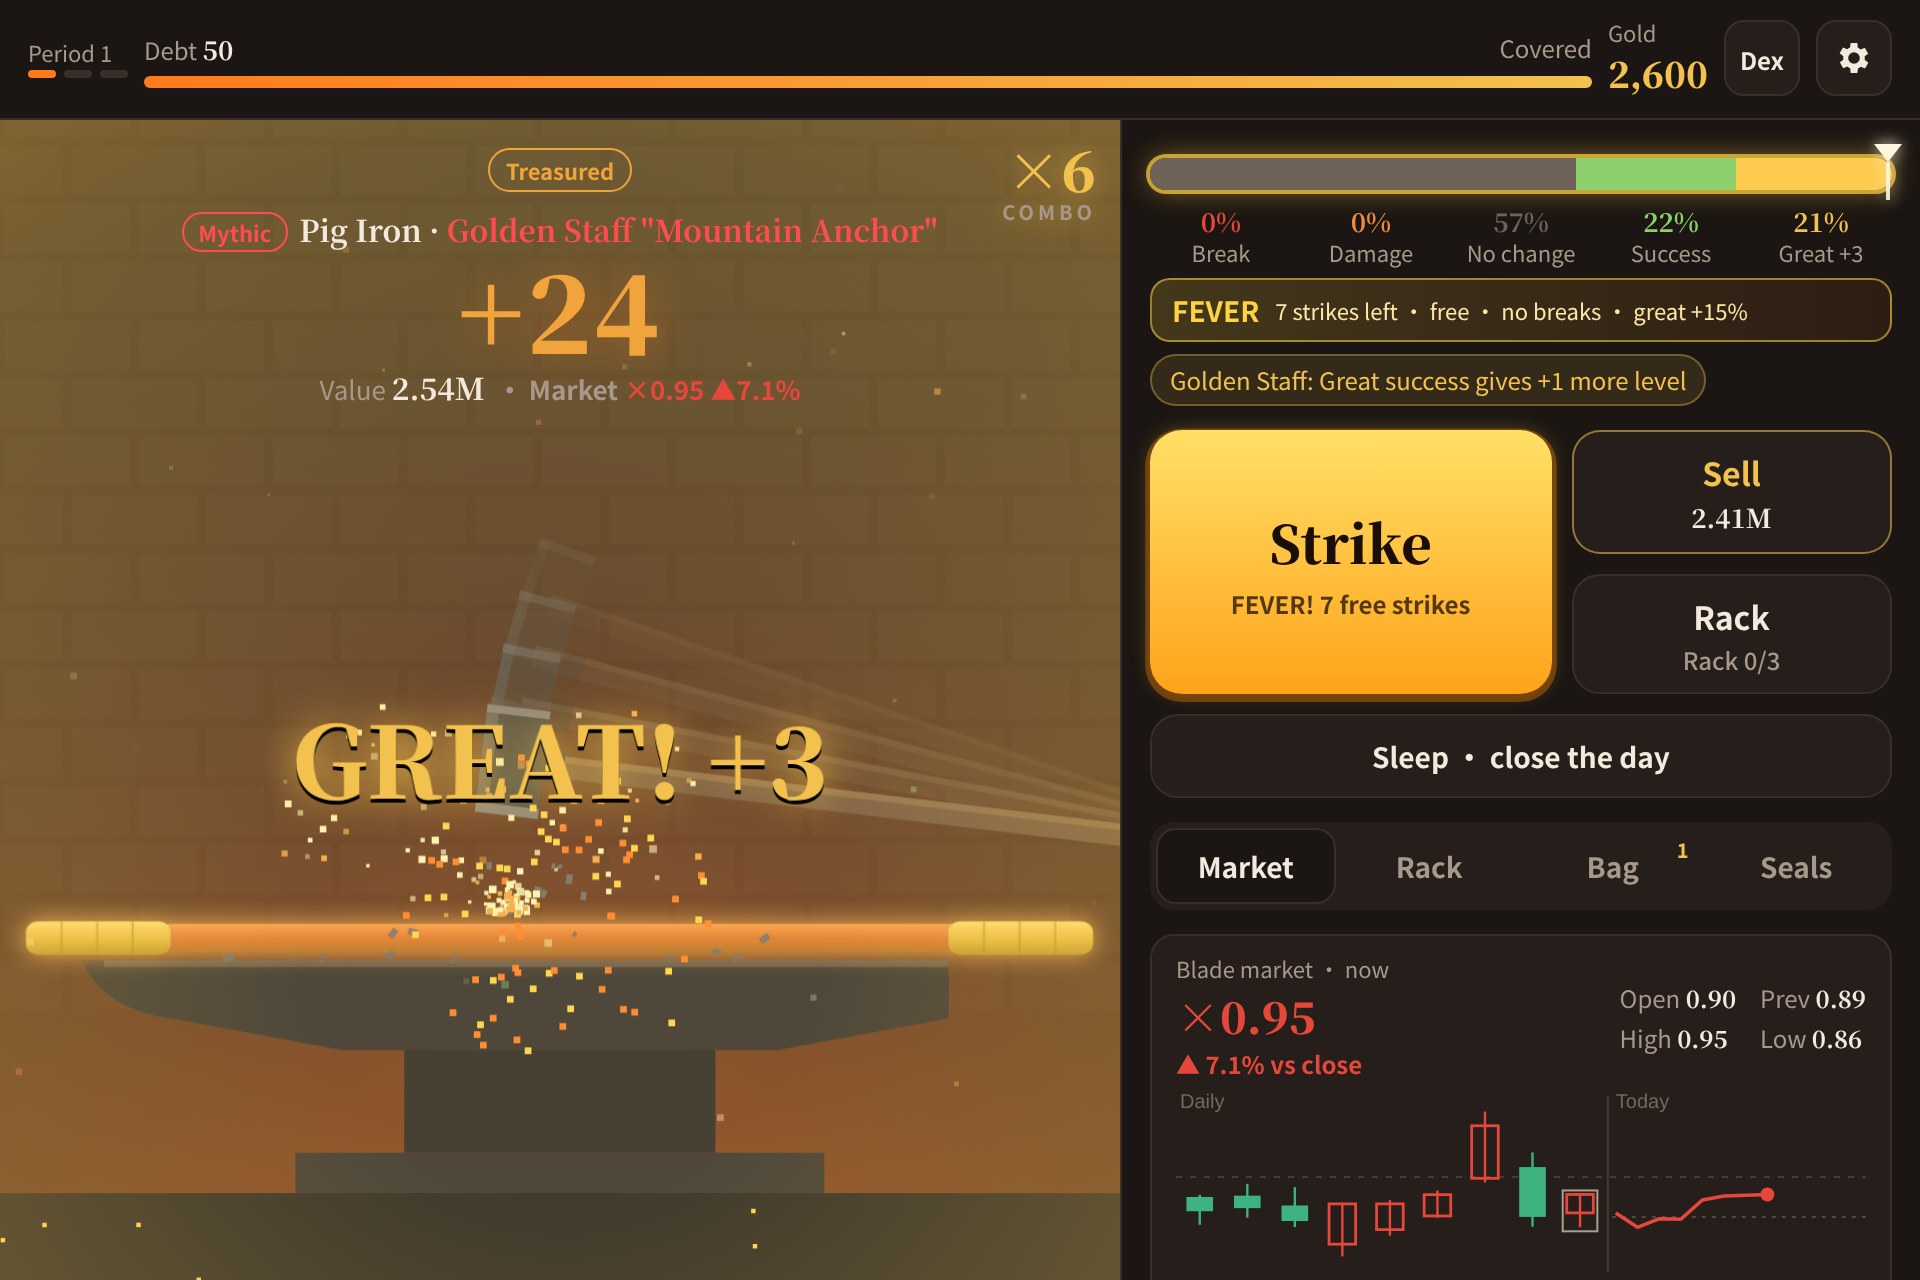 Period 1
Debt 50
Covered
Gold
2,600
Dex
Treasured
×6
COMBO
Mythic Pig Iron · Golden Staff "Mountain Anchor"
+24
Value 2.54M • Market ×0.95 ▲7.1%
GREAT! +3
0% 0% 57% 22% 21%
Break Damage No change Success Great +3
FEVER 7 strikes left • free • no breaks • great +15%
Golden Staff: Great success gives +1 more level
Strike
FEVER! 7 free strikes
Sell
2.41M
Rack
Rack 0/3
Sleep • close the day
Market Rack Bag 1 Seals
Blade market • now
×0.95
▲ 7.1% vs close
Open 0.90 Prev 0.89
High 0.95 Low 0.86
Daily Today